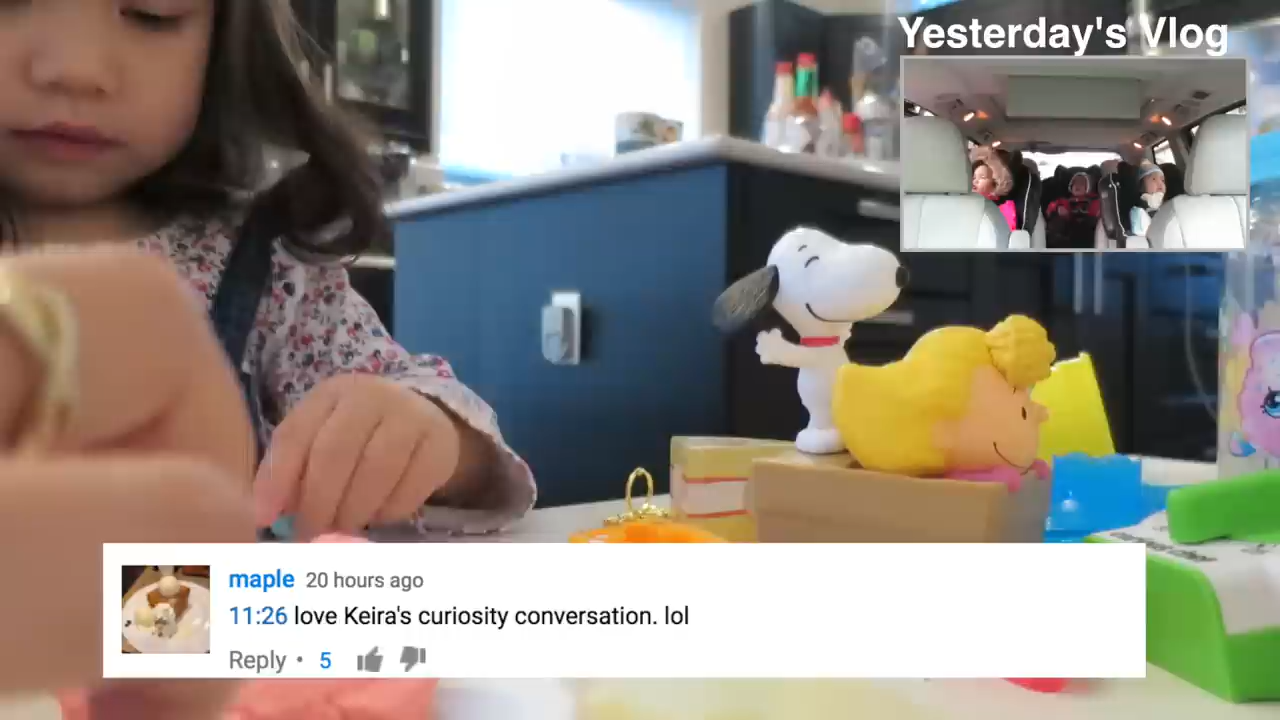 Yesterday's Vlog
maple 20 hours ago
11:26 love Keira's curiosity conversation. lol
Reply • 5